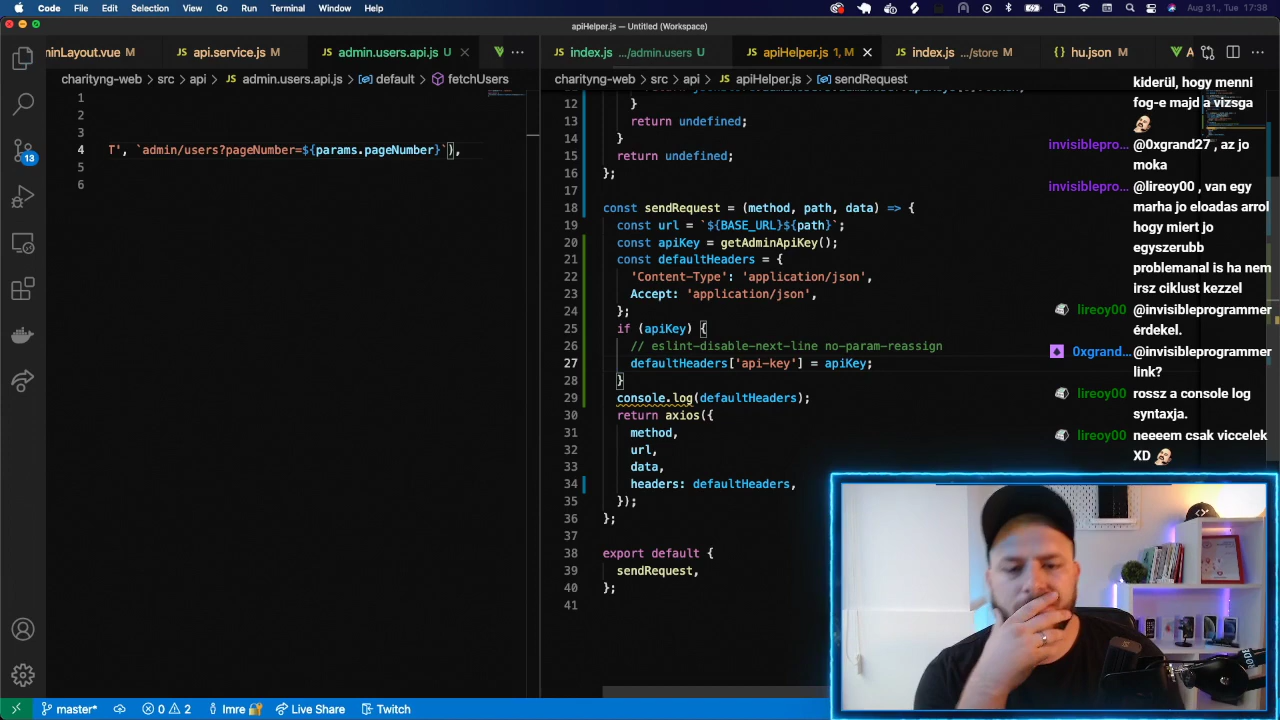 Code File Edit Selection View Go Run Terminal Window Help
Aug 31., Tue 17:38
apiHelper.js — Untitled (Workspace)
ninLayout.vue M
api.service.js M
admin.users.api.js U
index.js .../admin.users U
apiHelper.js 1, M
index.js .../store M
{} hu.json M
A
charityng-web > src > api > JS admin.users.api.js > default > fetchUsers
charityng-web > src > api > JS apiHelper.js > sendRequest
1
2
3
4 T', `admin/users?pageNumber=${params.pageNumber}`),
5
6
12 }
13 return undefined;
14 }
15 return undefined;
16 };
17
18 const sendRequest = (method, path, data) => {
19 const url = `${BASE_URL}${path}`;
20 const apiKey = getAdminApiKey();
21 const defaultHeaders = {
22 'Content-Type': 'application/json',
23 Accept: 'application/json',
24 };
25 if (apiKey) {
26 // eslint-disable-next-line no-param-reassign
27 defaultHeaders['api-key'] = apiKey;
28 }
29 console.log(defaultHeaders);
30 return axios({
31 method,
32 url,
33 data,
34 headers: defaultHeaders,
35 });
36 };
37
38 export default {
39 sendRequest,
40 };
41
kiderül, hogy menni
fog-e majd a vizsga
invisiblepro... @0xgrand27 , az jo
moka
invisiblepro... @lireoy00 , van egy
marha jo eloadas arrol
hogy miert jo
egyszerubb
problemanal is ha nem
irsz ciklust kezzel
lireoy00 @invisibleprogrammer
érdekel.
0xgrand... @invisibleprogrammer
link?
lireoy00 rossz a console log
syntaxja.
lireoy00 neeeem csak viccelek
XD
13
master* 0 2 Imre Live Share Twitch